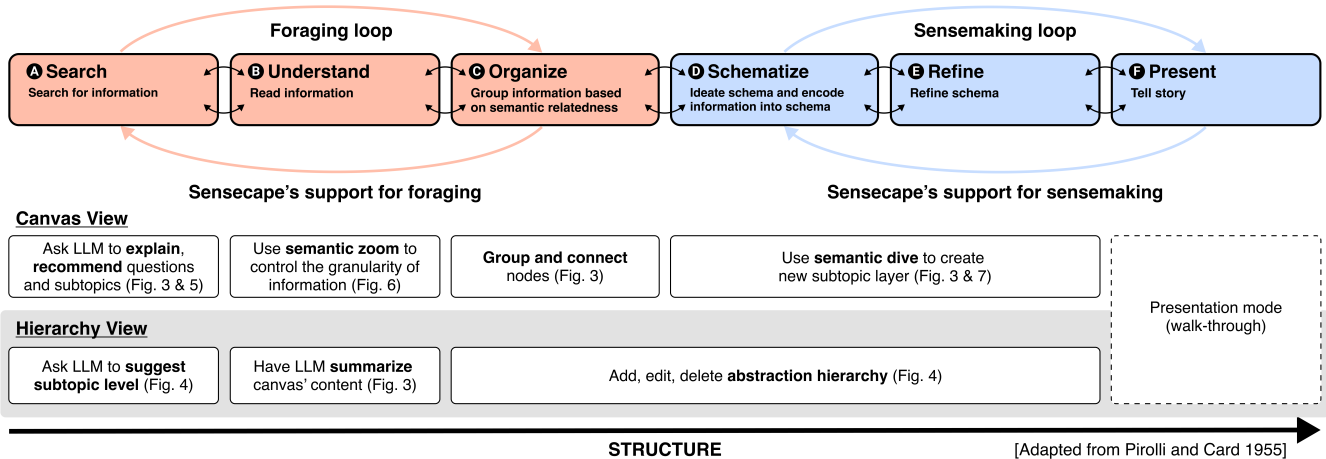 Foraging loop
Sensemaking loop
A Search
Search for information
B Understand
Read information
C Organize
Group information based
on semantic relatedness
D Schematize
Ideate schema and encode
information into schema
E Refine
Refine schema
F Present
Tell story
Sensecape's support for foraging
Sensecape's support for sensemaking
Canvas View
Ask LLM to explain,
recommend questions
and subtopics (Fig. 3 & 5)
Use semantic zoom to
control the granularity of
information (Fig. 6)
Group and connect
nodes (Fig. 3)
Use semantic dive to create
new subtopic layer (Fig. 3 & 7)
Presentation mode
(walk-through)
Hierarchy View
Ask LLM to suggest
subtopic level (Fig. 4)
Have LLM summarize
canvas' content (Fig. 3)
Add, edit, delete abstraction hierarchy (Fig. 4)
STRUCTURE
[Adapted from Pirolli and Card 1955]